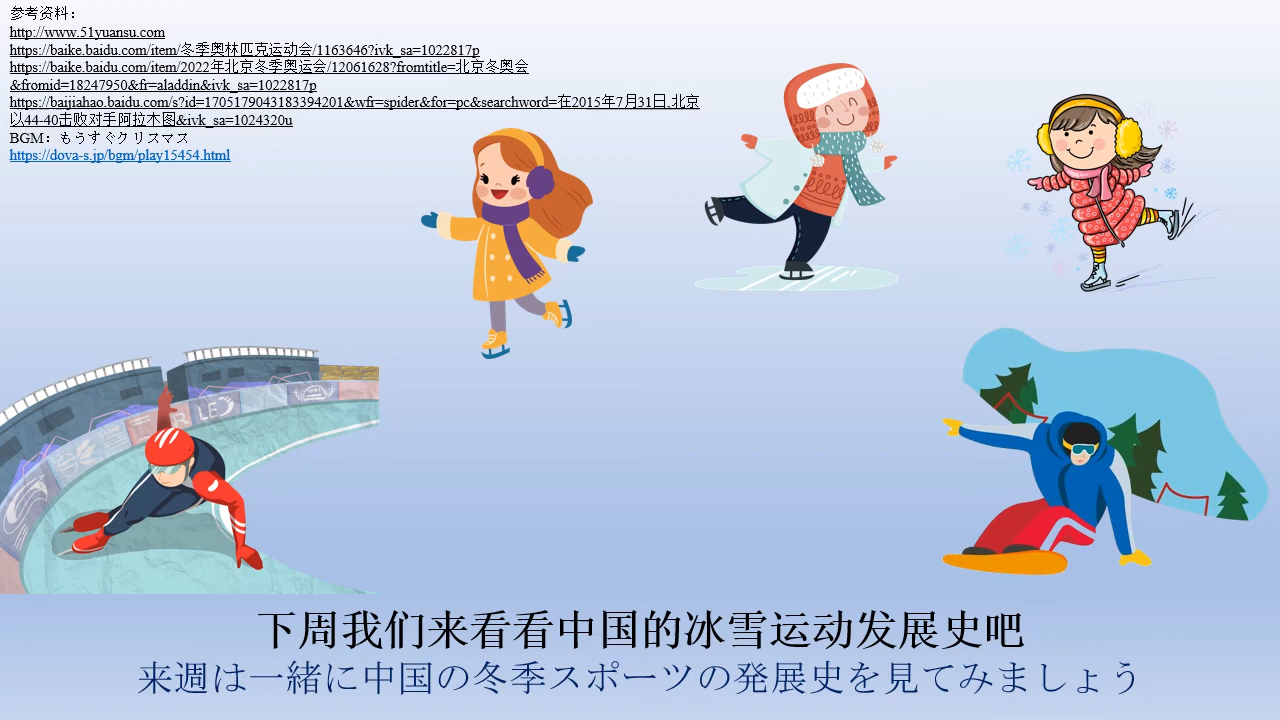 参考资料：
http://www.51yuansu.com
https://baike.baidu.com/item/冬季奥林匹克运动会/1163646?ivk_sa=1022817p
https://baike.baidu.com/item/2022年北京冬季奥运会/12061628?fromtitle=北京冬奥会
&fromid=18247950&fr=aladdin&ivk_sa=1022817p
https://baijiahao.baidu.com/s?id=1705179043183394201&wfr=spider&for=pc&searchword=在2015年7月31日,北京
以44-40击败对手阿拉木图&ivk_sa=1024320u
BGM：もうすぐクリスマス
https://dova-s.jp/bgm/play15454.html
下周我们来看看中国的冰雪运动发展史吧
来週は一緒に中国の冬季スポーツの発展史を見てみましょう